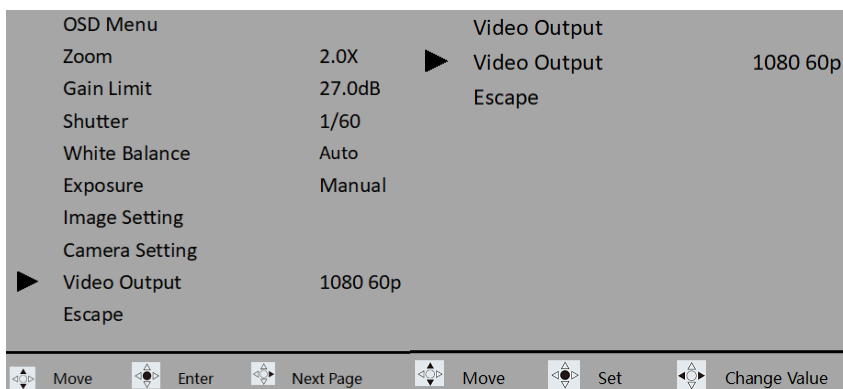 OSD Menu
Zoom 2.0X
Gain Limit 27.0dB
Shutter 1/60
White Balance Auto
Exposure Manual
Image Setting
Camera Setting
Video Output 1080 60p
Escape
Move Enter Next Page
Video Output
Video Output 1080 60p
Escape
Move Set Change Value